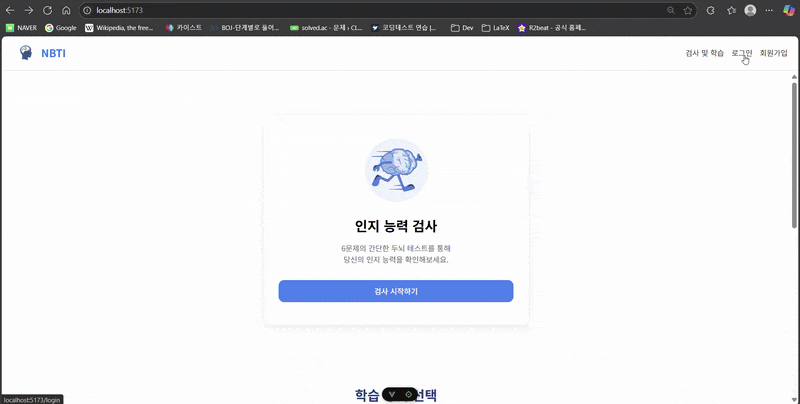 localhost:5173
NAVER
Google
Wikipedia, the free...
카이스트
BOJ-단계별로 풀어...
solved.ac - 문제 › CL...
코딩테스트 연습 |...
Dev
LaTeX
R2beat - 공식 홈페...
NBTI
검사 및 학습
로그인
회원가입
인지 능력 검사
6문제의 간단한 두뇌 테스트를 통해
당신의 인지 능력을 확인해보세요.
검사 시작하기
학습
선택
localhost:5173/login